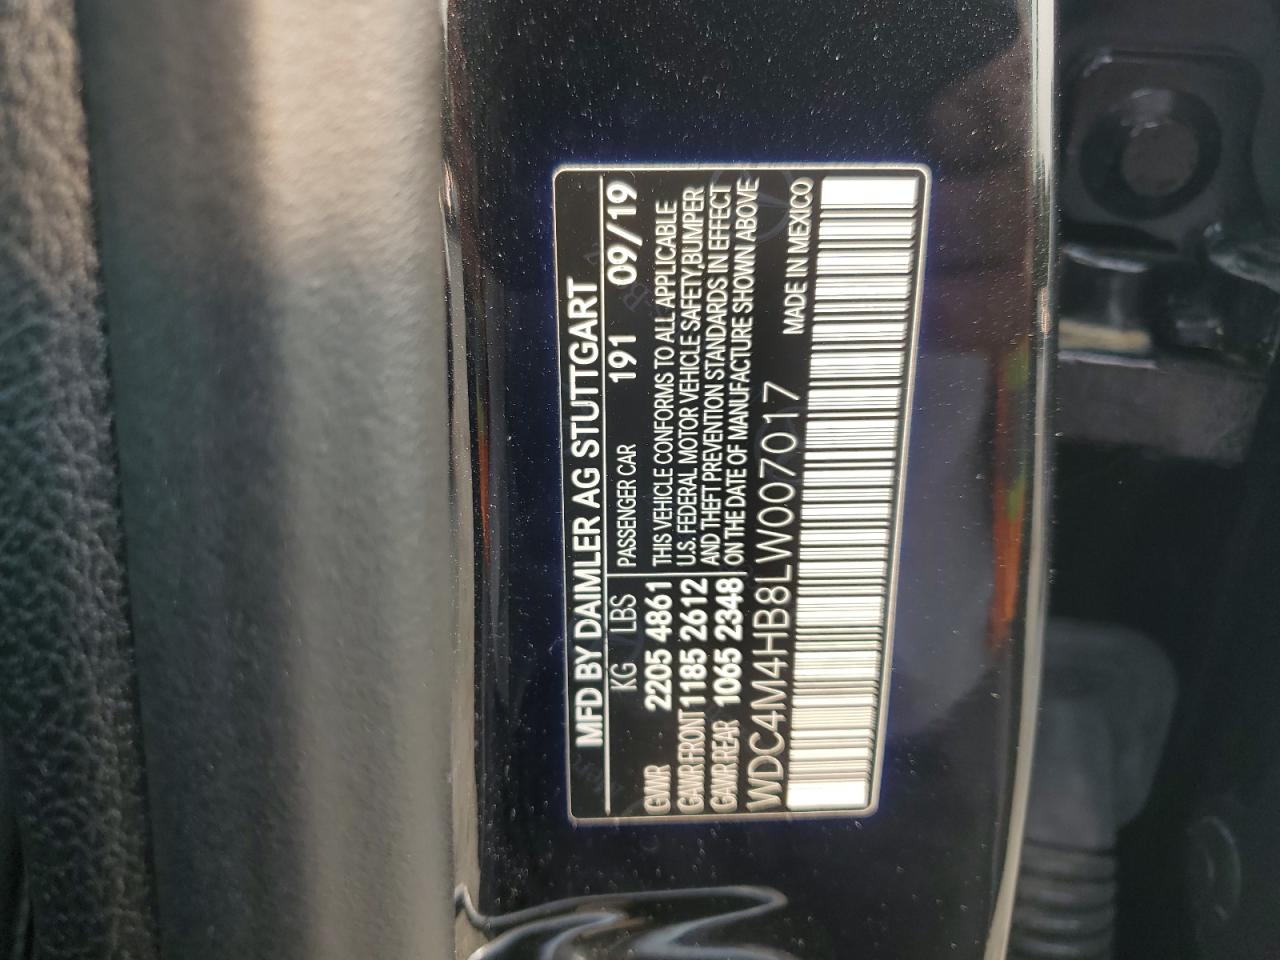 MFD BY DAIMLER AG STUTTGART
KG LBS PASSENGER CAR 191 09/19
GVWR 2205 4861 THIS VEHICLE CONFORMS TO ALL APPLICABLE
GAWR FRONT 1185 2612 U.S. FEDERAL MOTOR VEHICLE SAFETY,BUMPER
GAWR REAR 1065 2348 AND THEFT PREVENTION STANDARDS IN EFFECT
ON THE DATE OF MANUFACTURE SHOWN ABOVE
WDC4M4HB8LW007017 MADE IN MEXICO